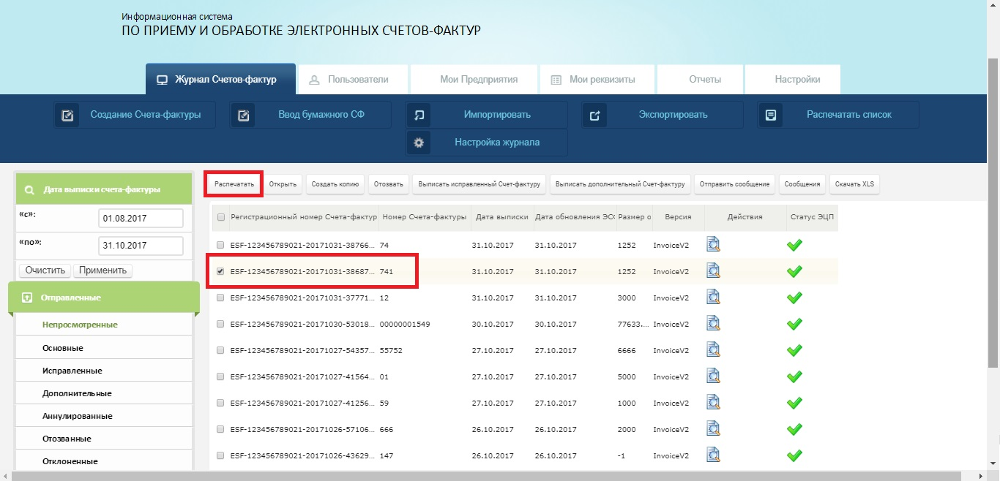 Информационная система
ПО ПРИЕМУ И ОБРАБОТКЕ ЭЛЕКТРОННЫХ СЧЕТОВ-ФАКТУР
Журнал Счетов-фактур Пользователи Мои Предприятия Мои реквизиты Отчеты Настройки
Создание Счета-фактуры Ввод бумажного СФ Импортировать Экспортировать Распечатать список
Настройка журнала
Распечатать Открыть Создать копию Отозвать Выписать исправленный Счет-фактуру Выписать дополнительный Счет-фактуру Отправить сообщение Сообщения Скачать XLS
Дата выписки счета-фактуры
«с»: 01.08.2017
«по»: 31.10.2017
Очистить Применить
Отправленные
Непросмотренные
Основные
Исправленные
Дополнительные
Аннулированные
Отозванные
Отклоненные
Регистрационный номер Счета-фактур Номер Счета-фактуры Дата выписки Дата обновления ЭСФ Размер о Версия Действия Статус ЭЦП
ESF-123456789021-20171031-38766... 74 31.10.2017 31.10.2017 1252 InvoiceV2
ESF-123456789021-20171031-38687... 741 31.10.2017 31.10.2017 1252 InvoiceV2
ESF-123456789021-20171031-37771... 12 31.10.2017 31.10.2017 3000 InvoiceV2
ESF-123456789021-20171030-53018... 00000001549 30.10.2017 30.10.2017 77633.... InvoiceV2
ESF-123456789021-20171027-54357... 55752 27.10.2017 27.10.2017 6666 InvoiceV2
ESF-123456789021-20171027-41564... 01 27.10.2017 27.10.2017 5000 InvoiceV2
ESF-123456789021-20171027-41256... 59 27.10.2017 27.10.2017 1000 InvoiceV2
ESF-123456789021-20171026-57106... 666 26.10.2017 26.10.2017 2000 InvoiceV2
ESF-123456789021-20171026-43629... 147 26.10.2017 26.10.2017 -1 InvoiceV2